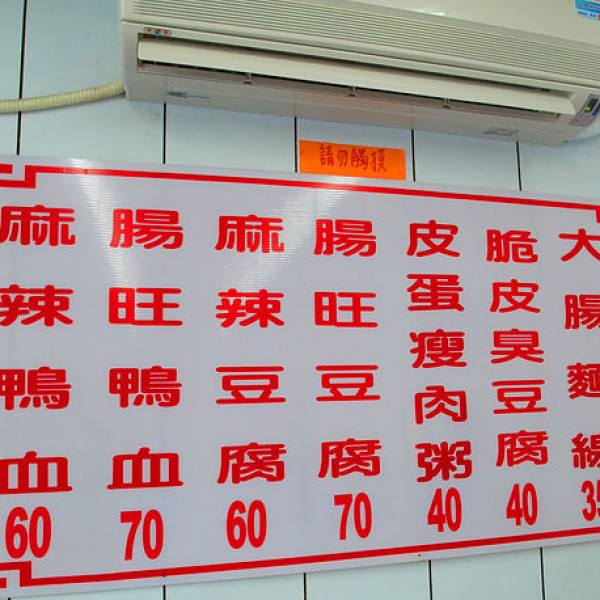 請勿觸摸
大腸麵線
35
脆皮臭豆腐
40
皮蛋瘦肉粥
40
腸旺豆腐
70
麻辣豆腐
60
腸旺鴨血
70
麻辣鴨血
60